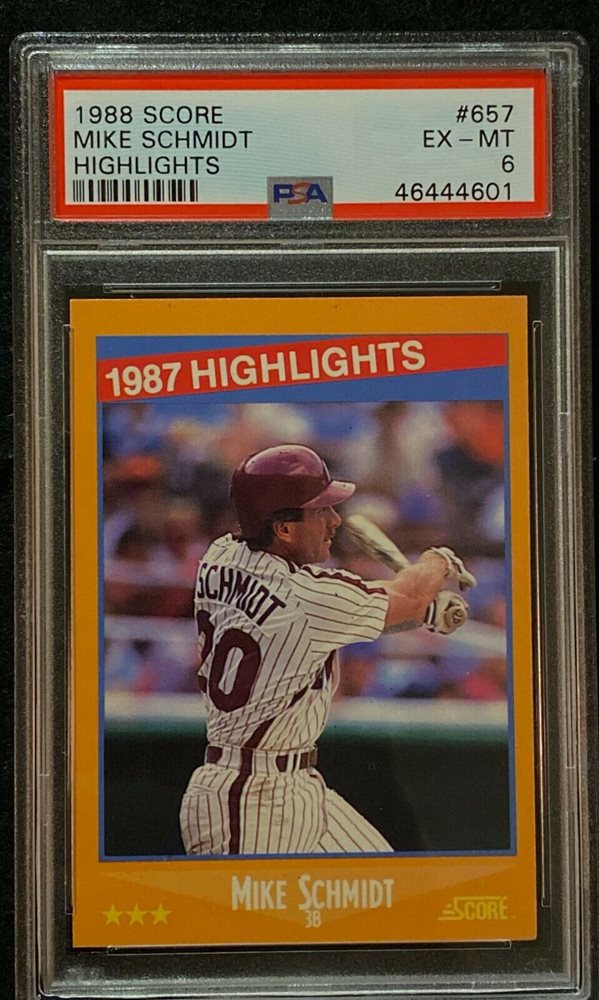 1988 SCORE #657
MIKE SCHMIDT EX - MT
HIGHLIGHTS 6
PSA 46444601
1987 HIGHLIGHTS
SCHMIDT
20
MIKE SCHMIDT
3B
SCORE